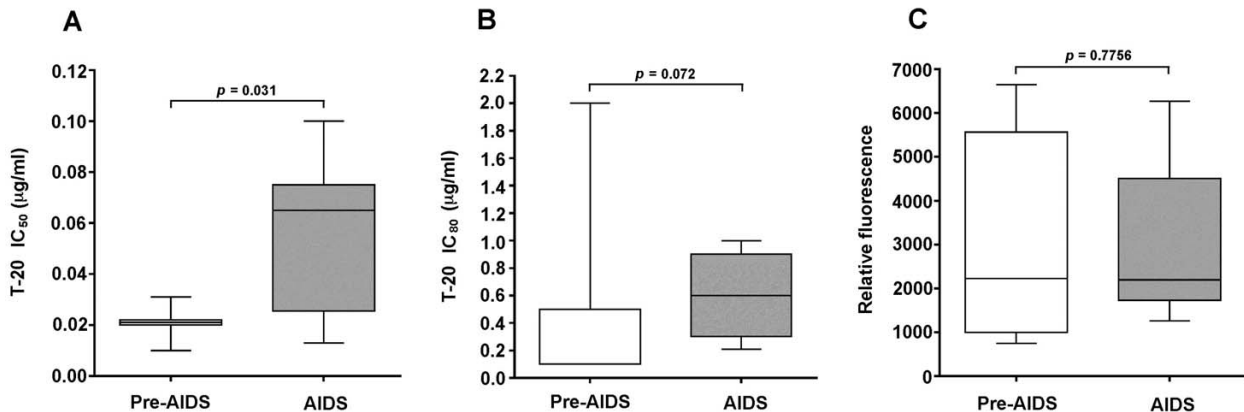 A
p = 0.031
0.12
0.10
0.08
0.06
0.04
0.02
0.00
T-20 IC50 (µg/ml)
Pre-AIDS
AIDS
B
p = 0.072
2.2
2.0
1.8
1.6
1.4
1.2
1.0
0.8
0.6
0.4
0.2
0.0
T-20 IC80 (µg/ml)
Pre-AIDS
AIDS
C
p = 0.7756
7000
6000
5000
4000
3000
2000
1000
0
Relative fluorescence
Pre-AIDS
AIDS